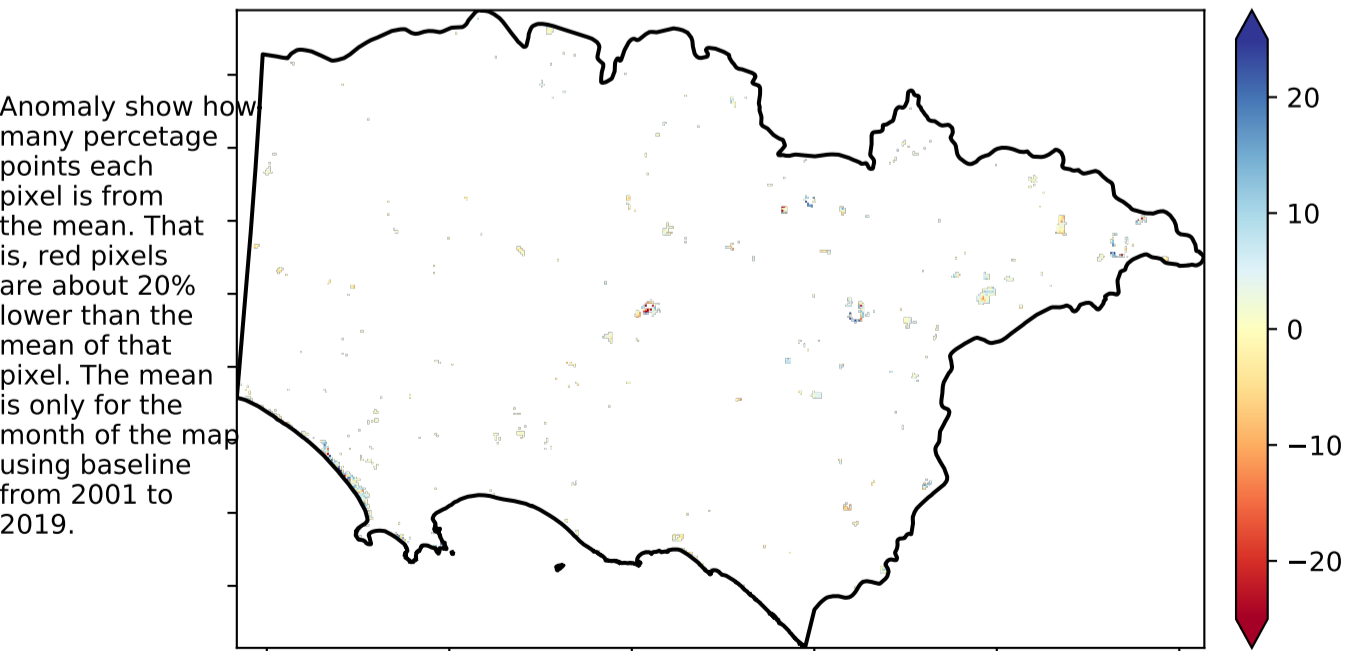 Anomaly show how
many percetage
points each
pixel is from
the mean. That
is, red pixels
are about 20%
lower than the
mean of that
pixel. The mean
is only for the
month of the map
using baseline
from 2001 to
2019.
20
10
0
−10
−20